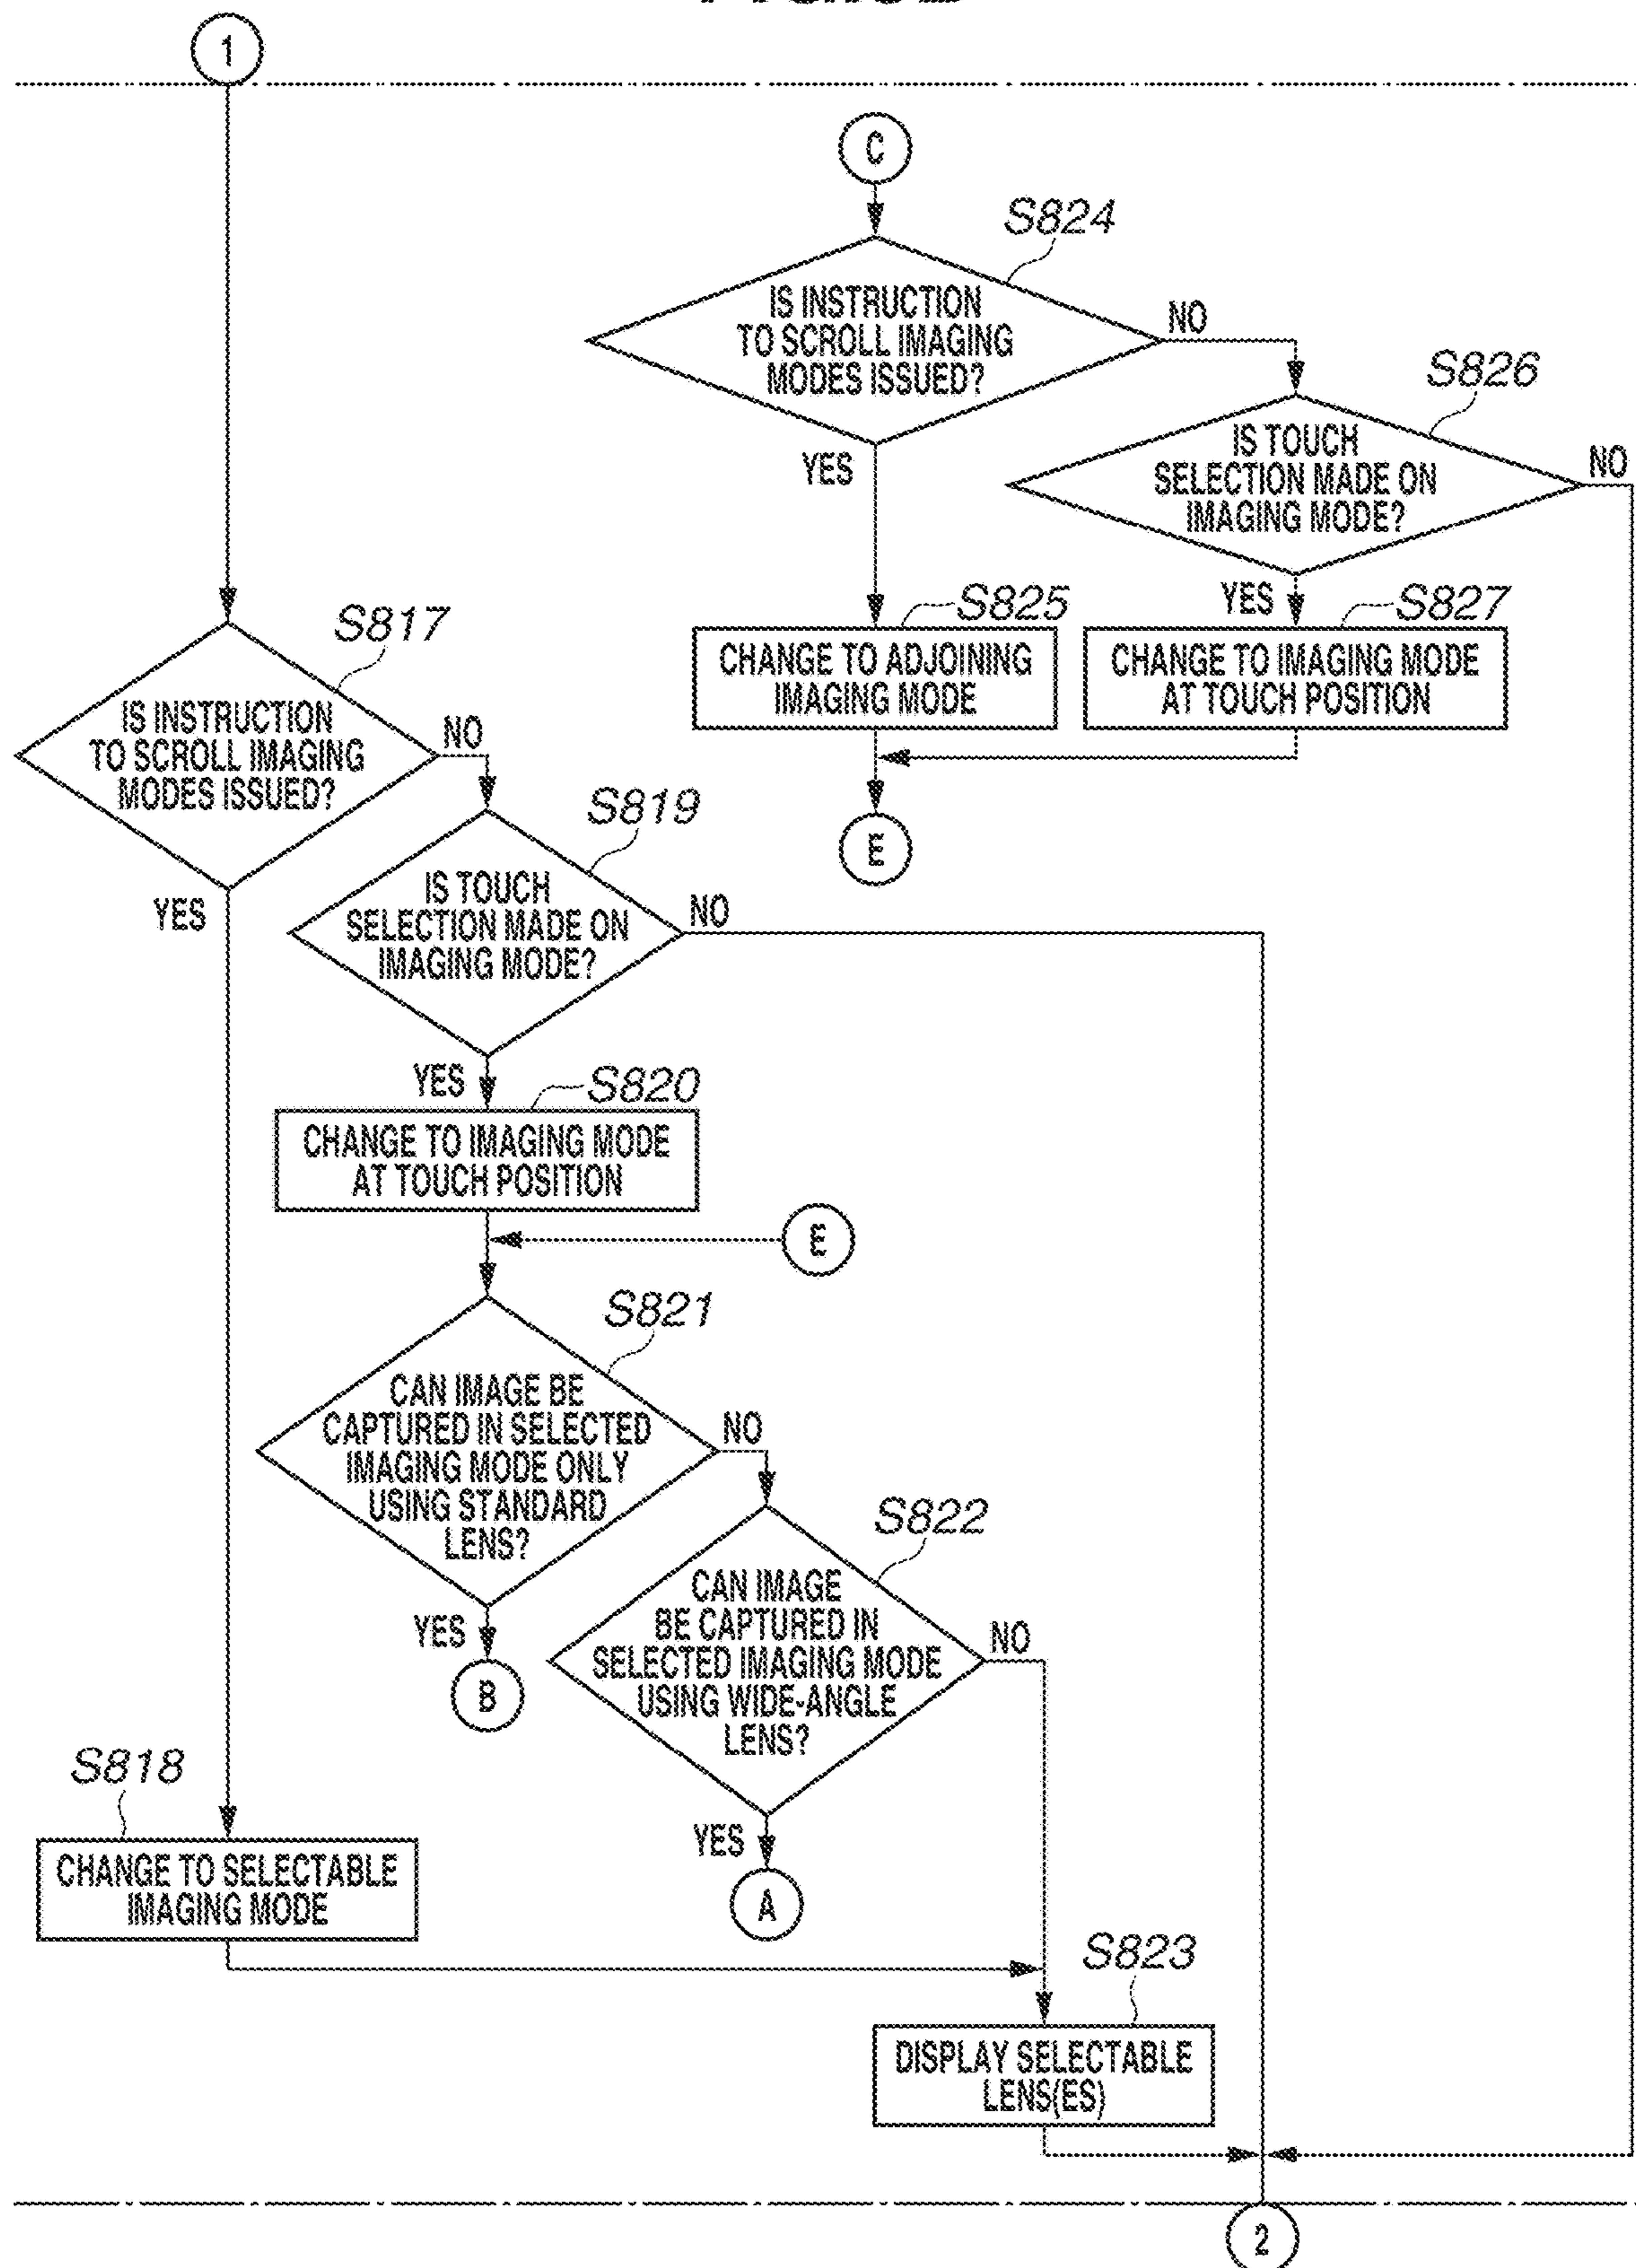 1
C
S824
IS INSTRUCTION
TO SCROLL IMAGING
MODES ISSUED?
NO
YES
S826
IS TOUCH
SELECTION MADE ON
IMAGING MODE?
NO
YES
S825
CHANGE TO ADJOINING
IMAGING MODE
S827
CHANGE TO IMAGING MODE
AT TOUCH POSITION
E
S817
IS INSTRUCTION
TO SCROLL IMAGING
MODES ISSUED?
NO
YES
S819
IS TOUCH
SELECTION MADE ON
IMAGING MODE?
NO
YES
S820
CHANGE TO IMAGING MODE
AT TOUCH POSITION
E
S821
CAN IMAGE BE
CAPTURED IN SELECTED
IMAGING MODE ONLY
USING STANDARD
LENS?
NO
YES
B
S822
CAN IMAGE
BE CAPTURED IN
SELECTED IMAGING MODE
USING WIDE-ANGLE
LENS?
NO
YES
A
S818
CHANGE TO SELECTABLE
IMAGING MODE
S823
DISPLAY SELECTABLE
LENS(ES)
2